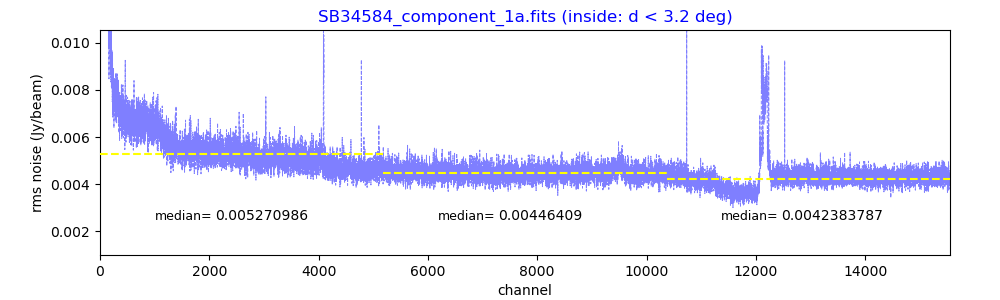 SB34584_component_1a.fits (inside: d < 3.2 deg)
rms noise (Jy/beam)
0.010
0.008
0.006
0.004
0.002
median= 0.005270986
median= 0.00446409
median= 0.0042383787
0
2000
4000
6000
8000
10000
12000
14000
channel